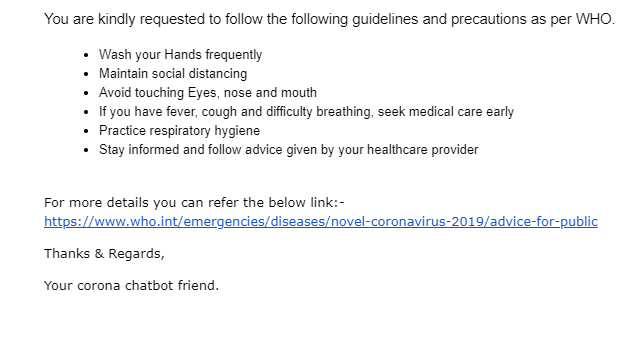 You are kindly requested to follow the following guidelines and precautions as per WHO.
• Wash your Hands frequently
• Maintain social distancing
• Avoid touching Eyes, nose and mouth
• If you have fever, cough and difficulty breathing, seek medical care early
• Practice respiratory hygiene
• Stay informed and follow advice given by your healthcare provider
For more details you can refer the below link:-
https://www.who.int/emergencies/diseases/novel-coronavirus-2019/advice-for-public
Thanks & Regards,
Your corona chatbot friend.